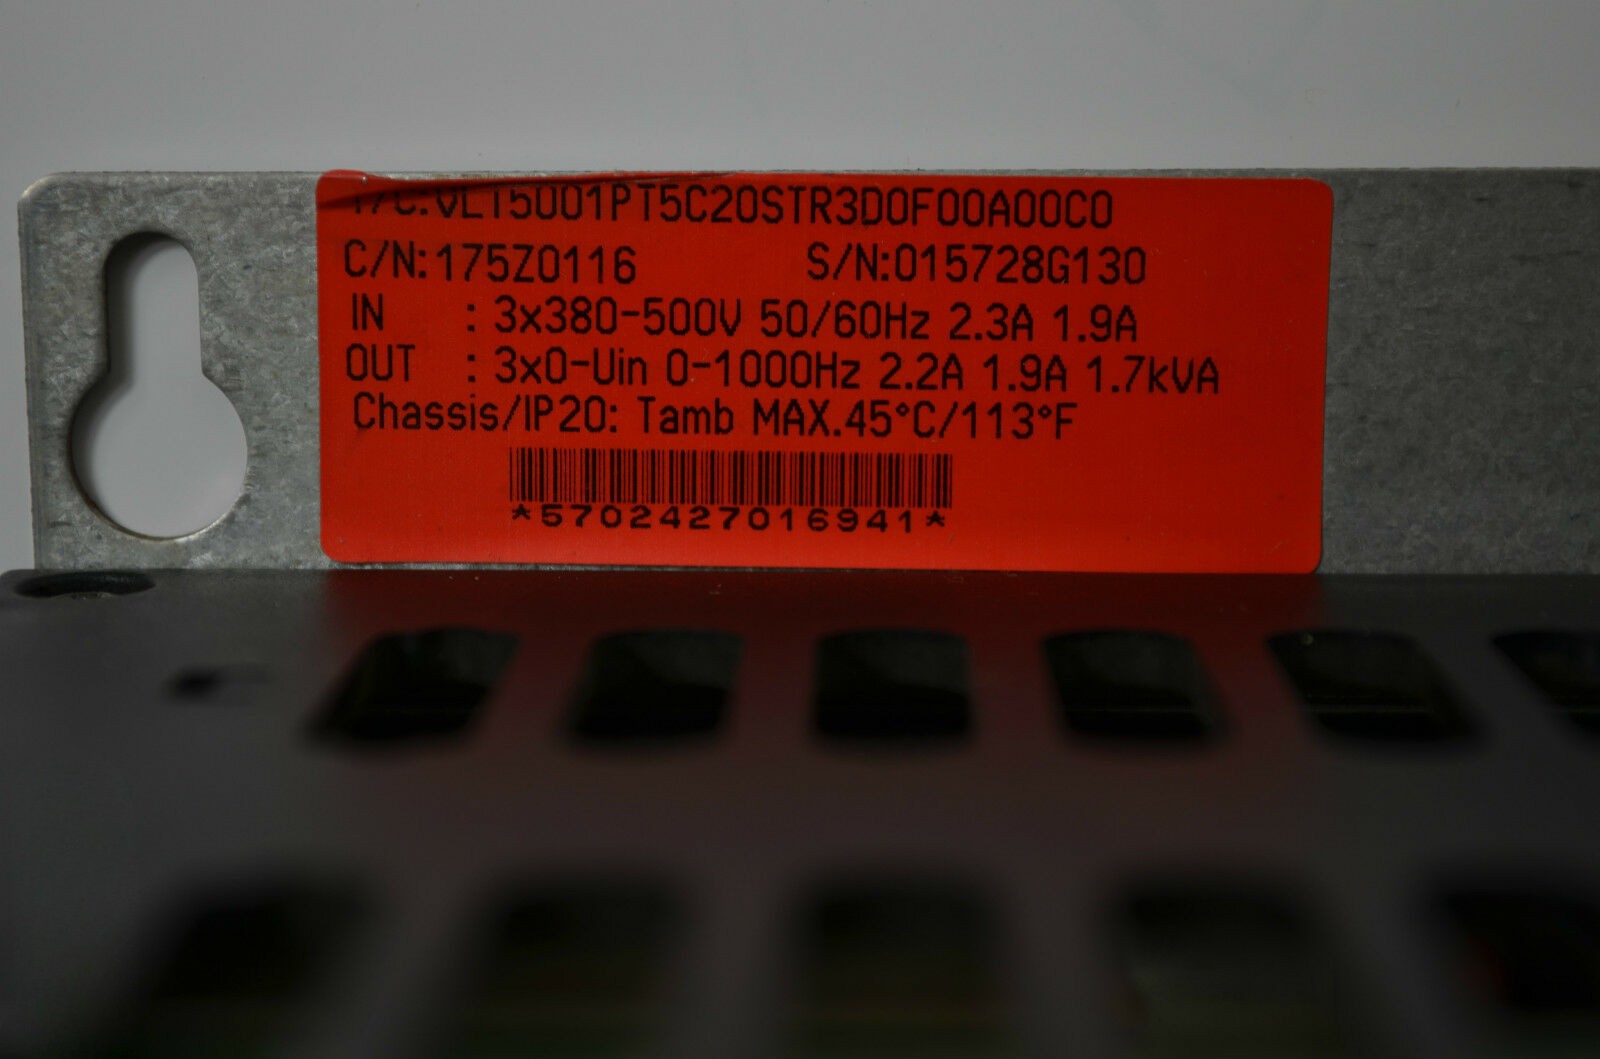 T/C:VLT5001PT5C20STR3D0F00A00C0
C/N:175Z0116 S/N:015728G130
IN : 3x380-500V 50/60Hz 2.3A 1.9A
OUT : 3x0-Uin 0-1000Hz 2.2A 1.9A 1.7kVA
Chassis/IP20: Tamb MAX.45°C/113°F
*5702427016941*